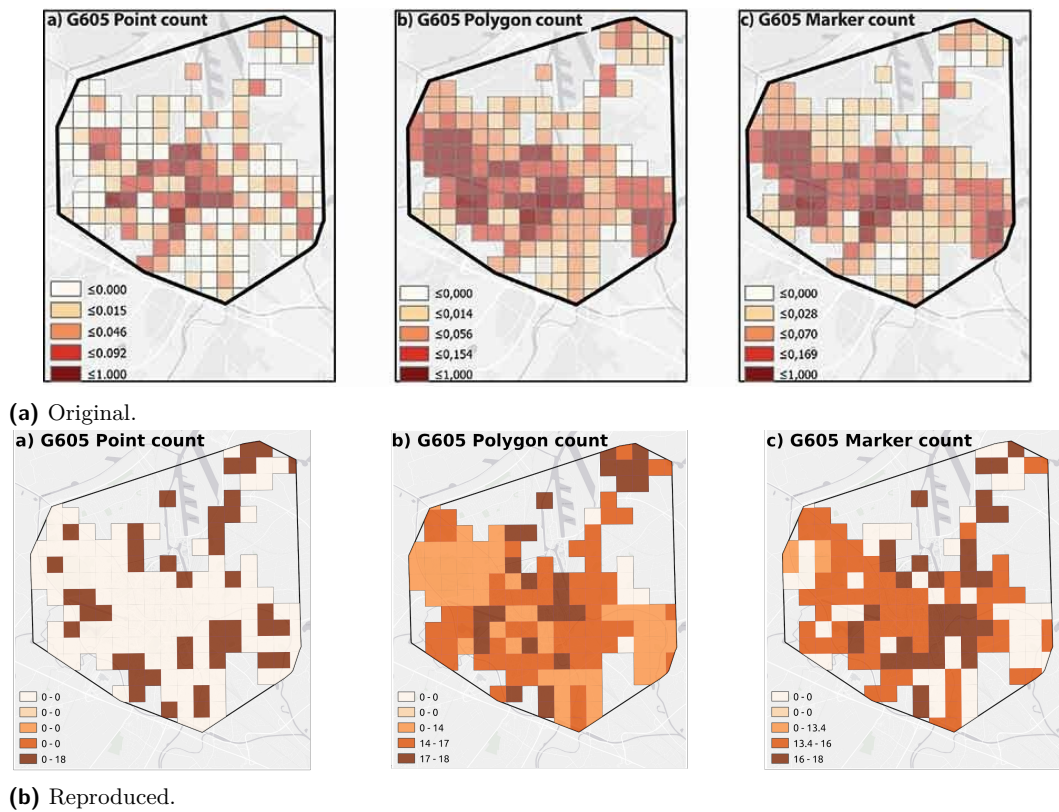 a) G605 Point count
b) G605 Polygon count
c) G605 Marker count
≤0.000
≤0.015
≤0.046
≤0.092
≤1.000
≤0,000
≤0,014
≤0,056
≤0,154
≤1,000
≤0,000
≤0,028
≤0,070
≤0,169
≤1,000
(a) Original.
a) G605 Point count
b) G605 Polygon count
c) G605 Marker count
0 - 0
0 - 0
0 - 0
0 - 0
0 - 18
0 - 0
0 - 0
0 - 14
14 - 17
17 - 18
0 - 0
0 - 0
0 - 13.4
13.4 - 16
16 - 18
(b) Reproduced.